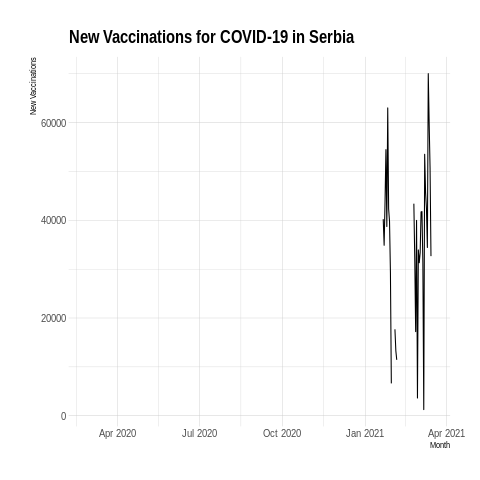 New Vaccinations for COVID-19 in Serbia
New Vaccinations
60000
40000
20000
0
Apr 2020 Jul 2020 Oct 2020 Jan 2021 Apr 2021
Month